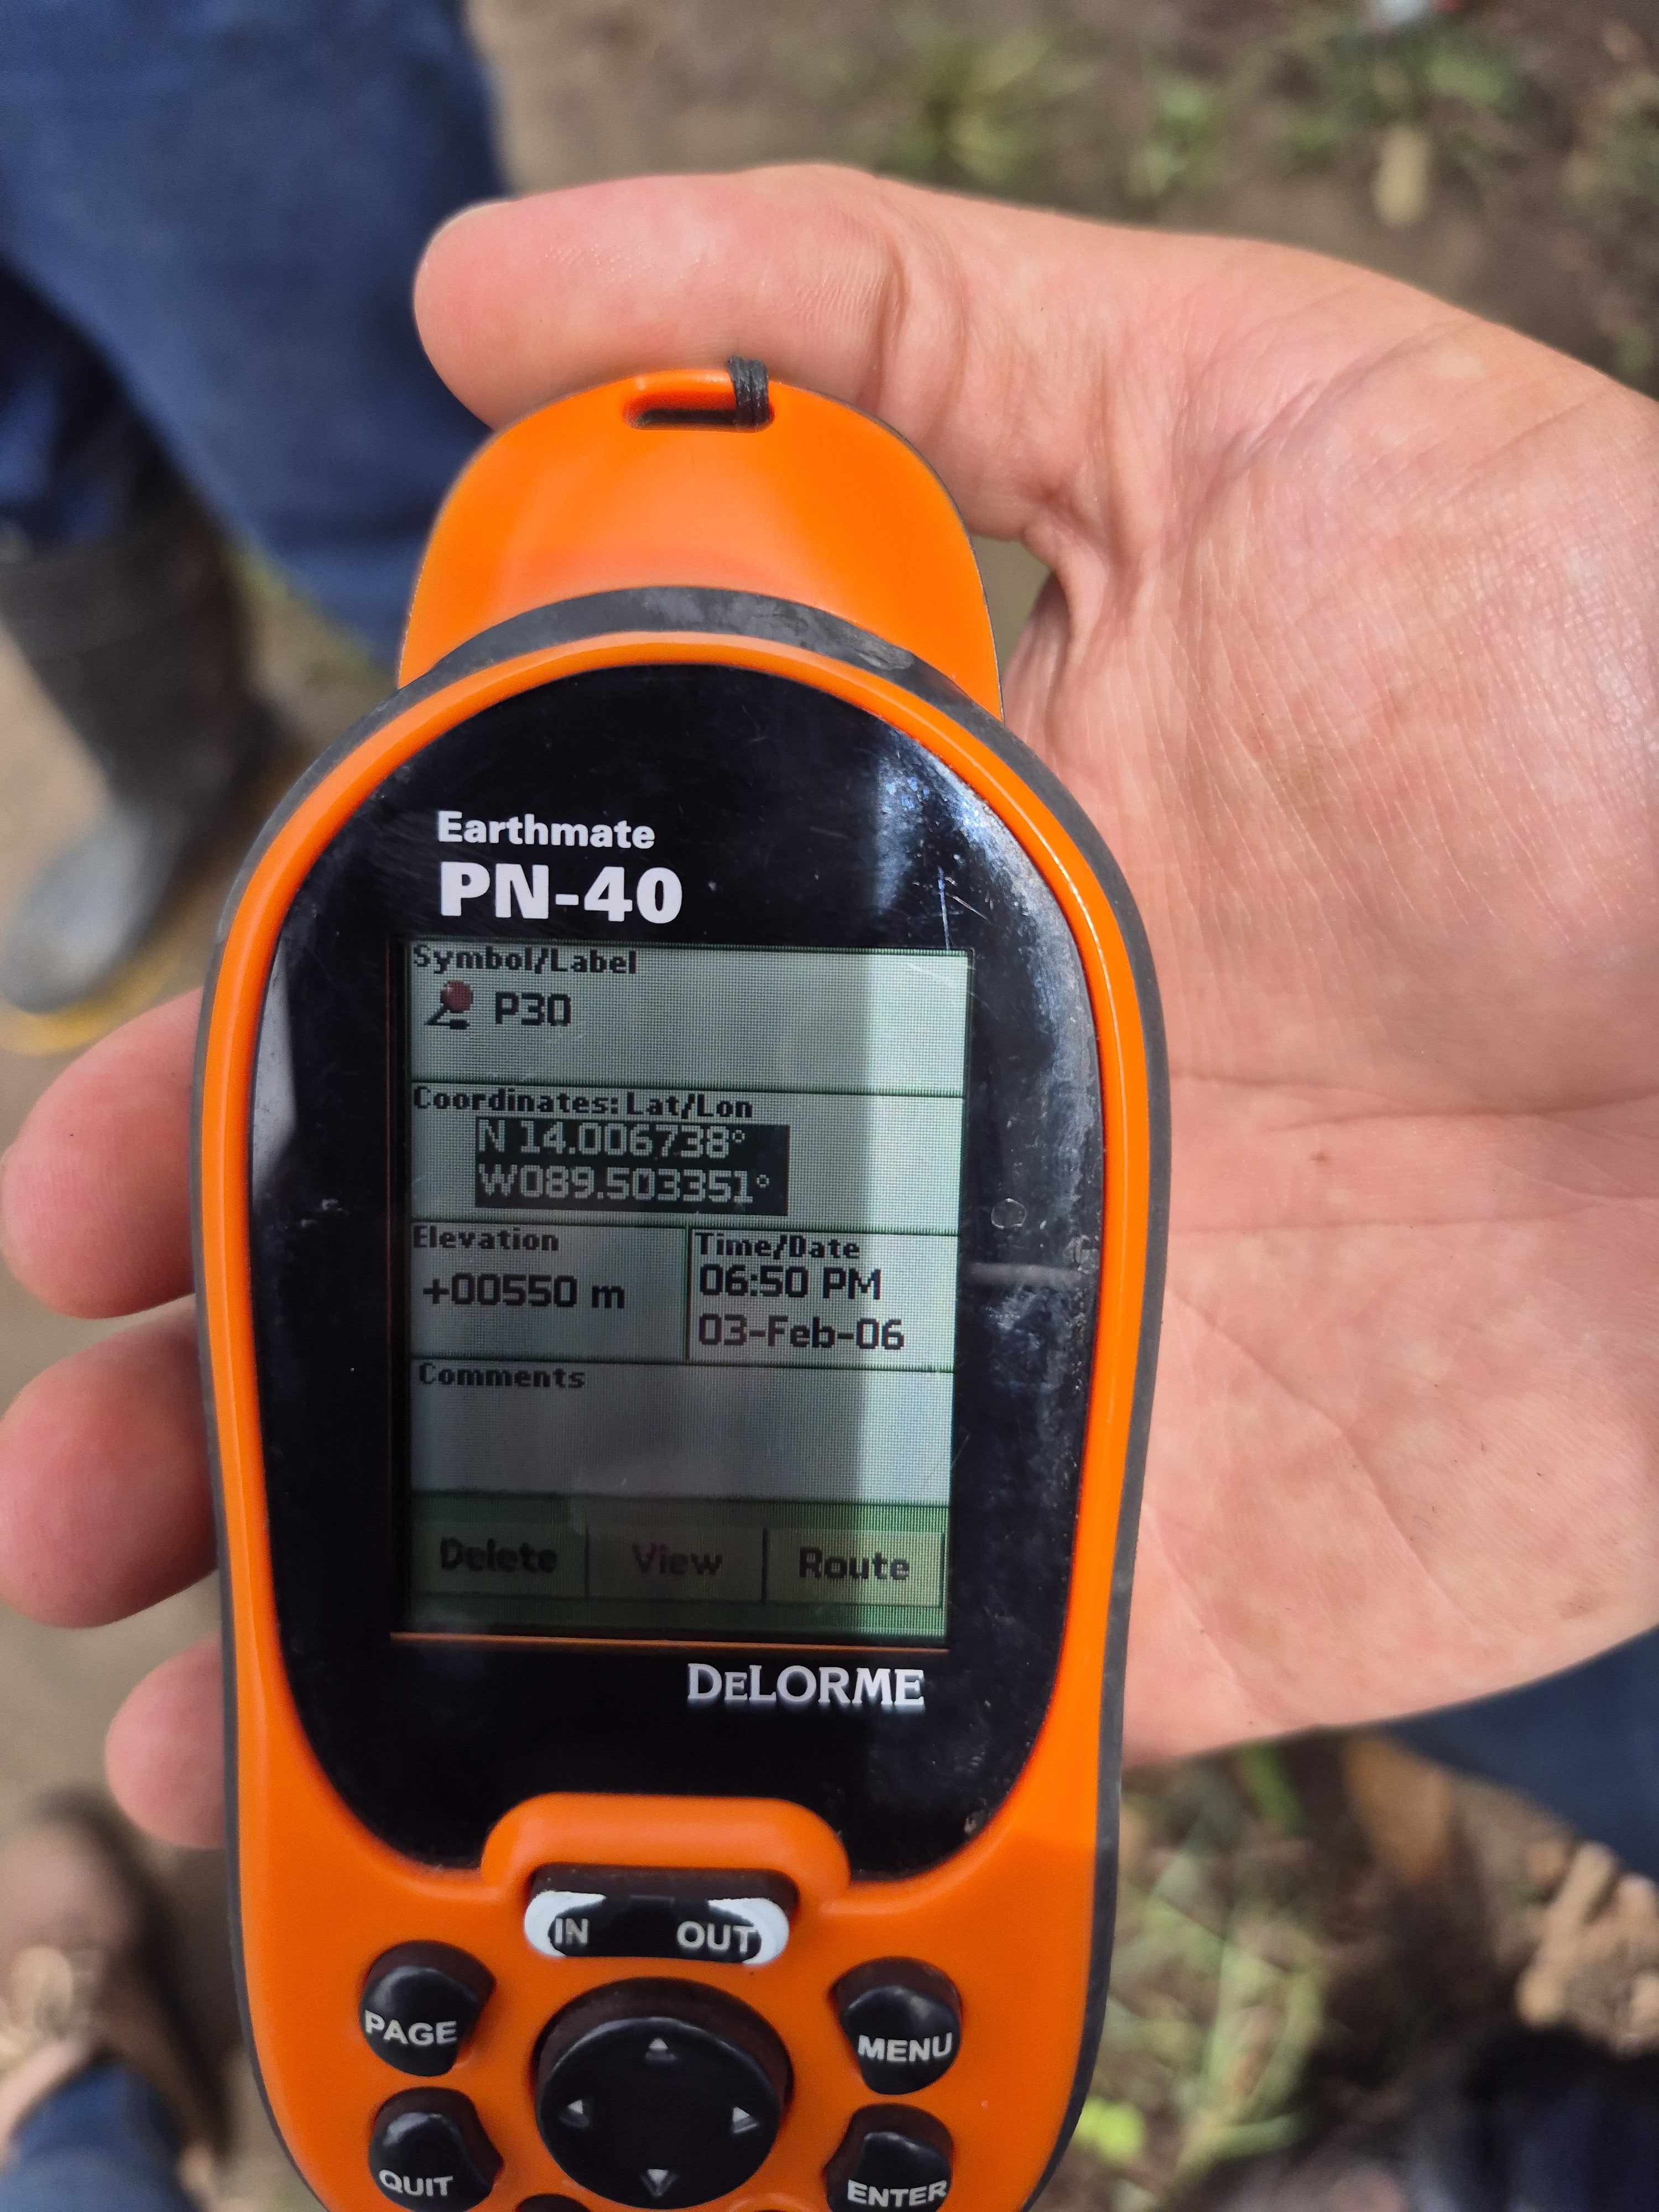 Earthmate
PN-40
Symbol/Label
P30
Coordinates: Lat/Lon
N 14.006738°
W089.503351°
Elevation
+00550 m
Time/Date
06:50 PM
03-Feb-06
Comments
Delete View Route
DeLORME
IN OUT
PAGE MENU
QUIT ENTER